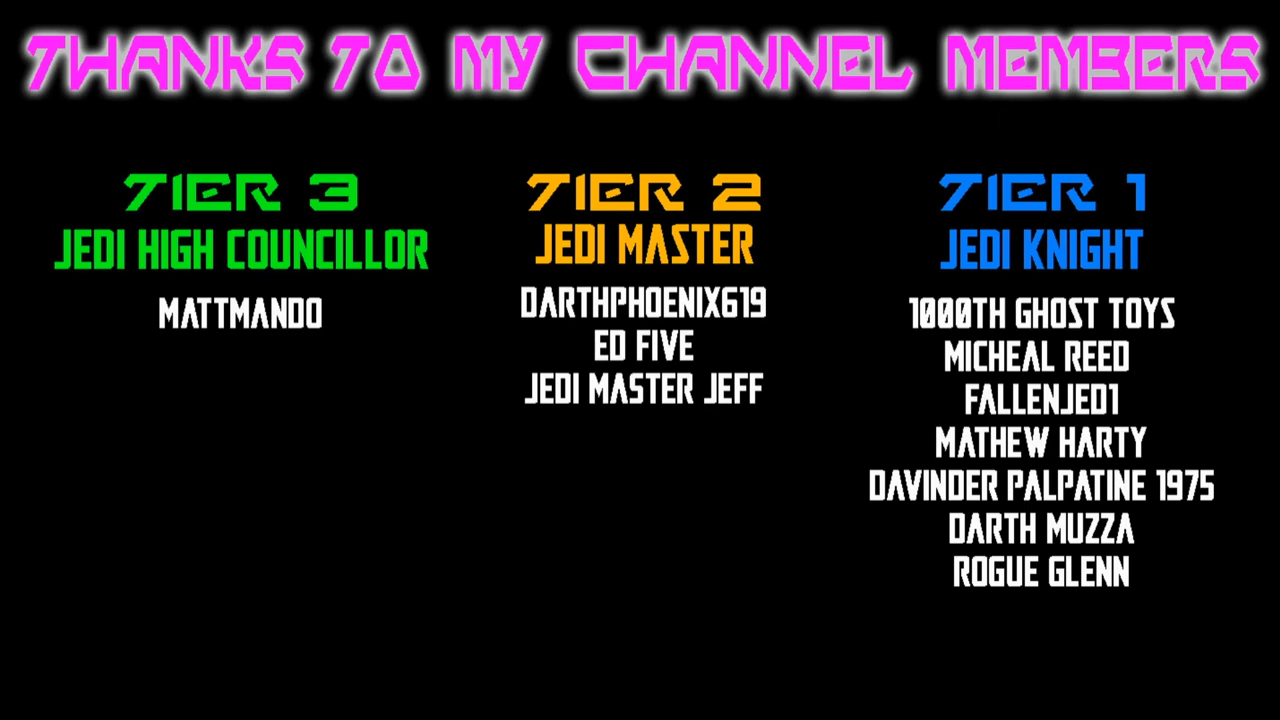 THANKS TO MY CHANNEL MEMBERS
TIER 3
JEDI HIGH COUNCILLOR
MATTMANDO
TIER 2
JEDI MASTER
DARTHPHOENIX619
ED FIVE
JEDI MASTER JEFF
TIER 1
JEDI KNIGHT
1000TH GHOST TOYS
MICHEAL REED
FALLENJED1
MATHEW HARTY
DAVINDER PALPATINE 1975
DARTH MUZZA
ROGUE GLENN